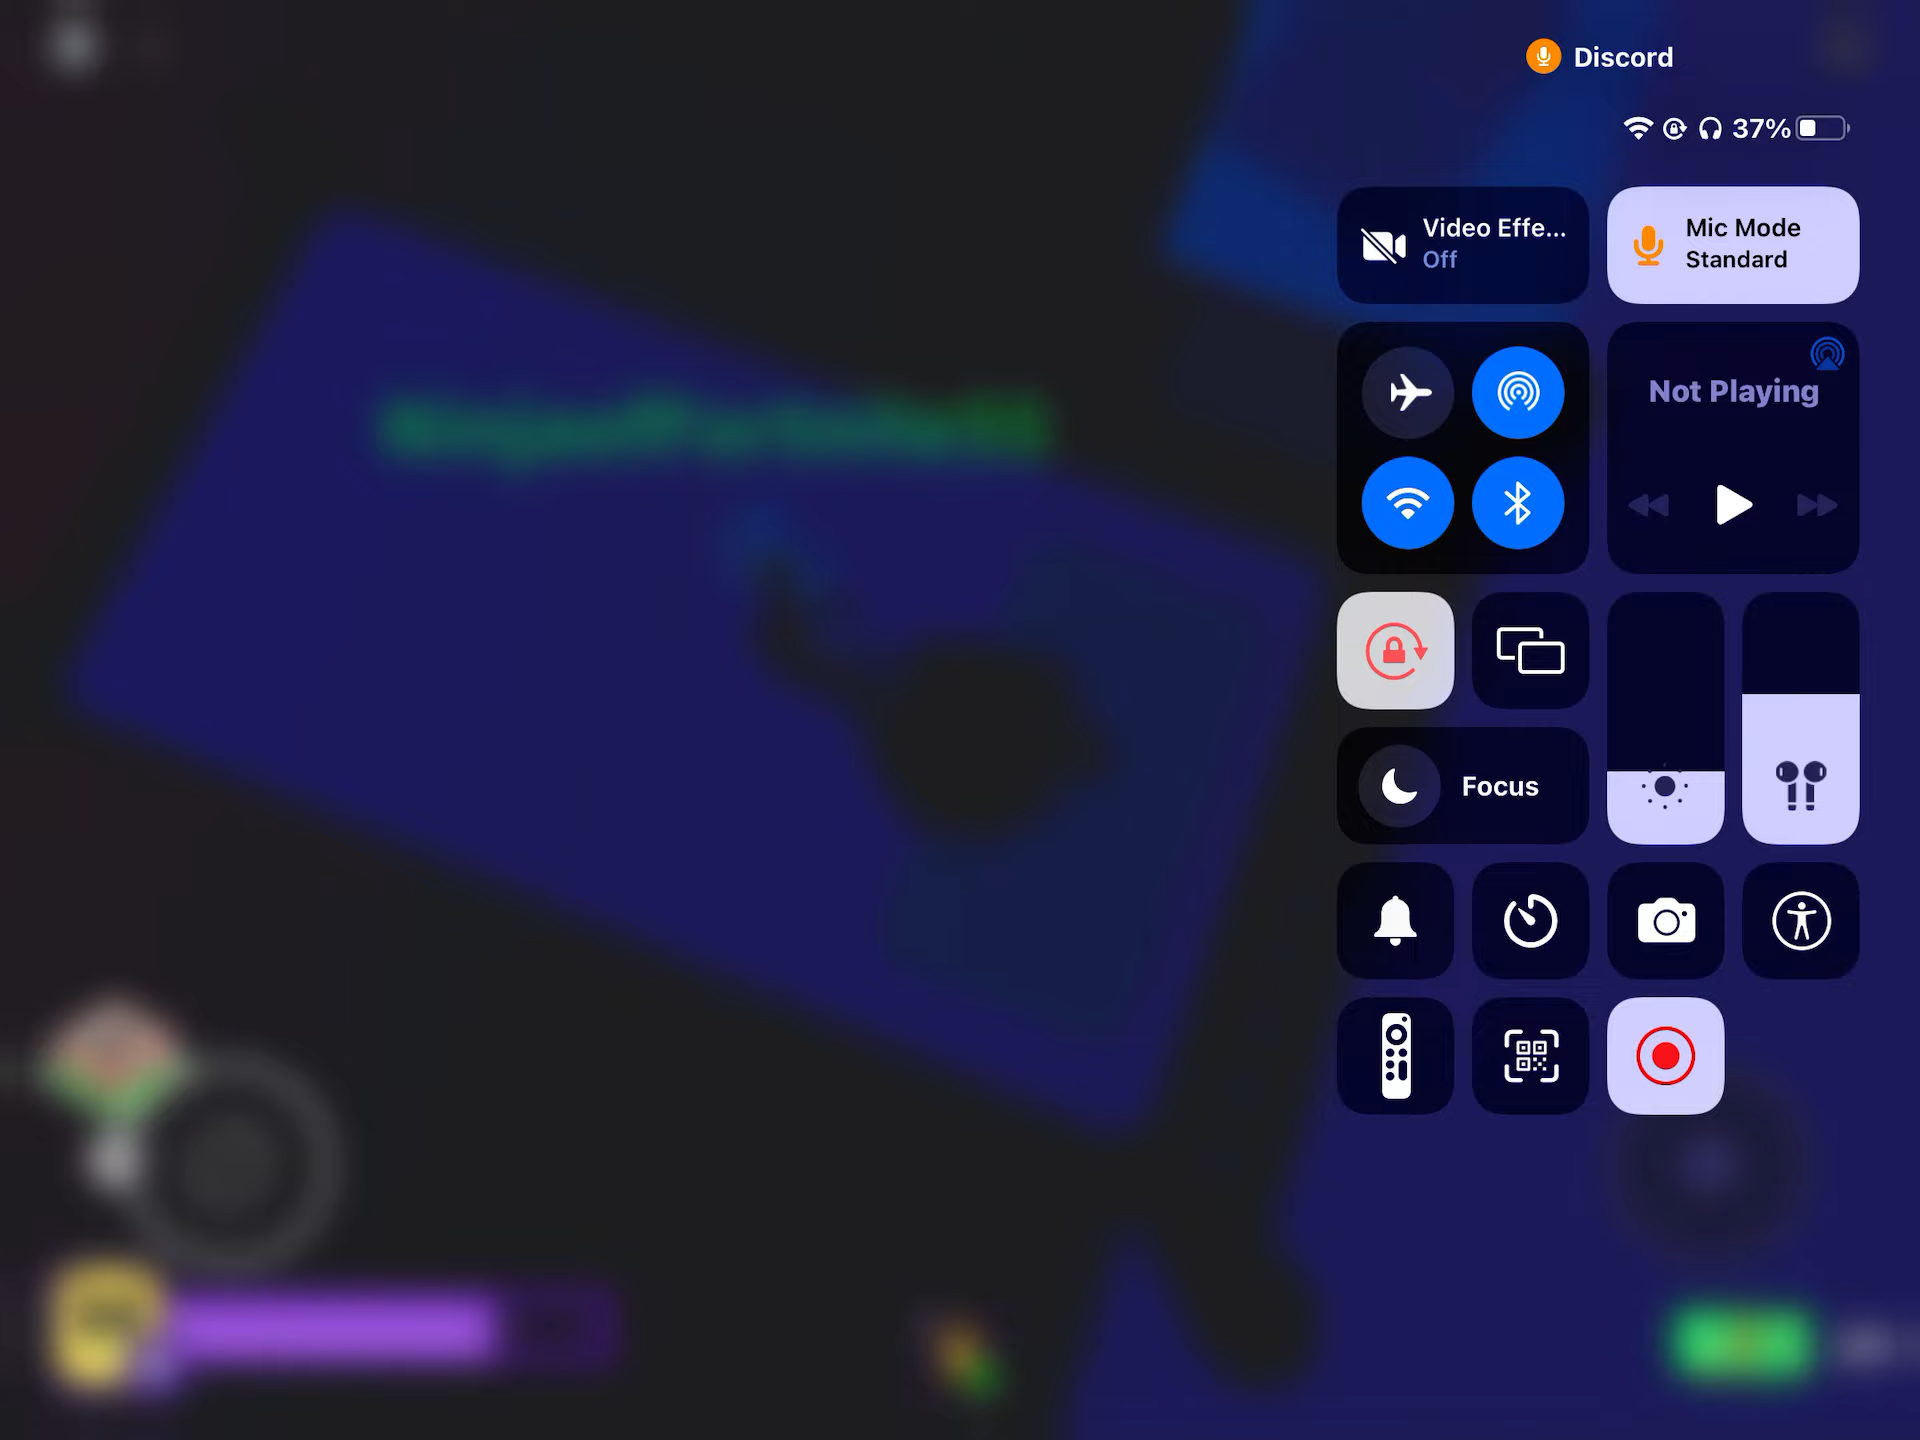 Discord
37%
Video Effe...
Off
Mic Mode
Standard
Not Playing
Focus